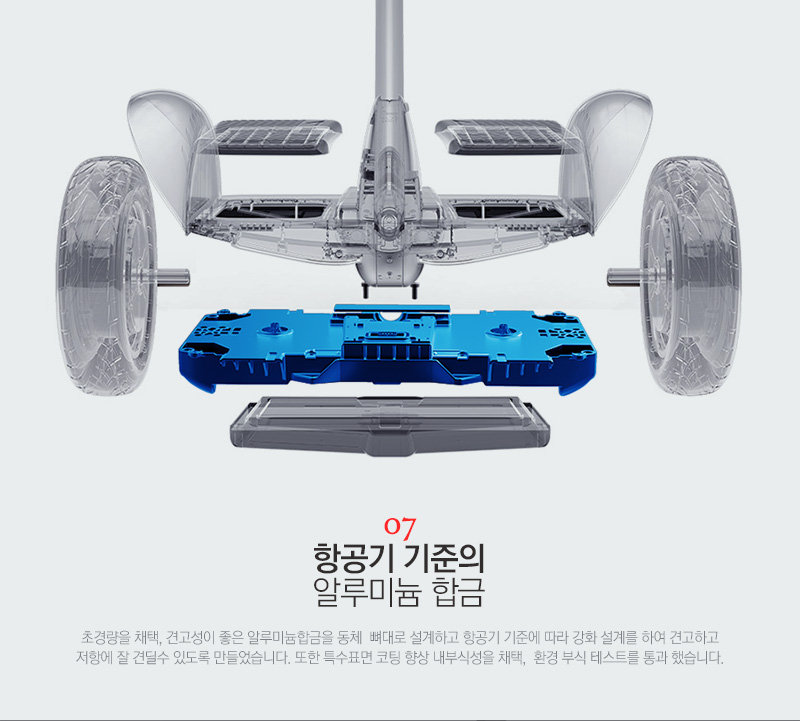 07
항공기 기준의
알루미늄 합금
초경량을 채택, 견고성이 좋은 알루미늄합금을 동체 뼈대로 설계하고 항공기 기준에 따라 강화 설계를 하여 견고하고
저항에 잘 견딜수 있도록 만들었습니다. 또한 특수표면 코팅 향상 내부식성을 채택, 환경 부식 테스트를 통과 했습니다.